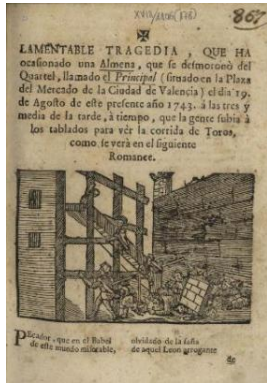 XVIII/
857
LAMENTABLE TRAGEDIA, QUE HA
ocasionado una Almena, que se desmoronò del
Quartel, llamado el Principal (situado en la Plaza
del Mercado de la Ciudad de Valencia) el dia 19.
de Agosto de este presente año 1743. à las tres y
media de la tarde, à tiempo, que la gente subia à
los tablados para vèr la corrida de Toros,
como se verà en el siguiente
Romance.
PEcador, que en el Babèl
de este mundo miserable,
olvidado de la saña
de aquel Leon arrogante